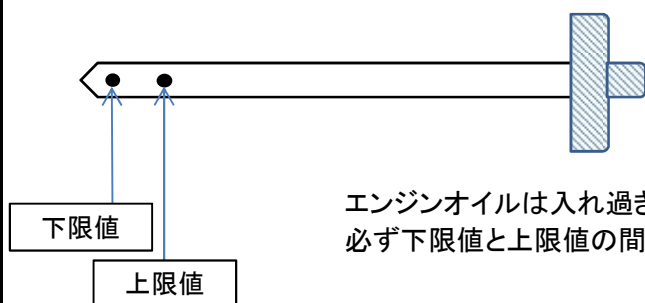 エンジンオイルは入れ過ぎ
必ず下限値と上限値の間
下限値
上限値